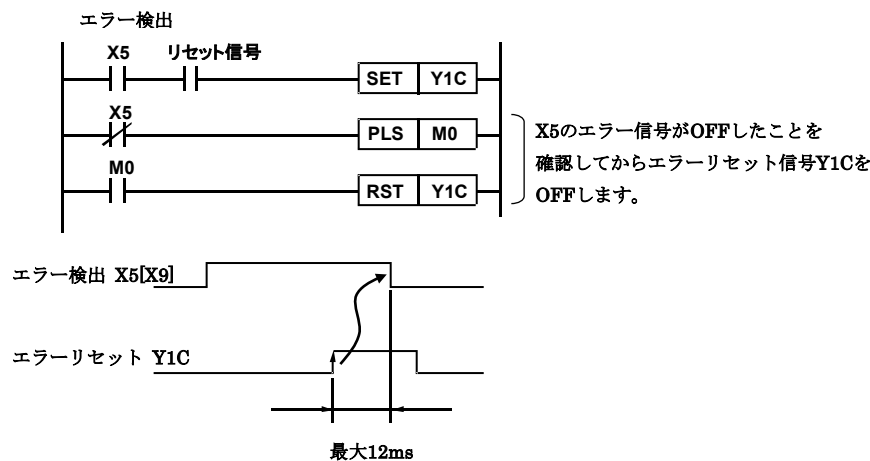 エラー検出
X5 リセット信号
SET Y1C
X5
PLS M0
M0
RST Y1C
X5のエラー信号がOFFしたことを
確認してからエラーリセット信号Y1Cを
OFFします。
エラー検出 X5[X9]
エラーリセット Y1C
最大12ms